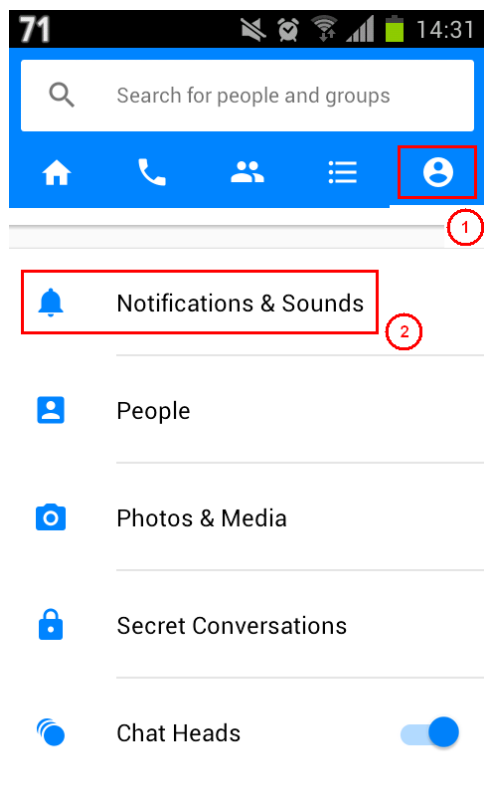 71 14:31
Search for people and groups
1
Notifications & Sounds
2
People
Photos & Media
Secret Conversations
Chat Heads